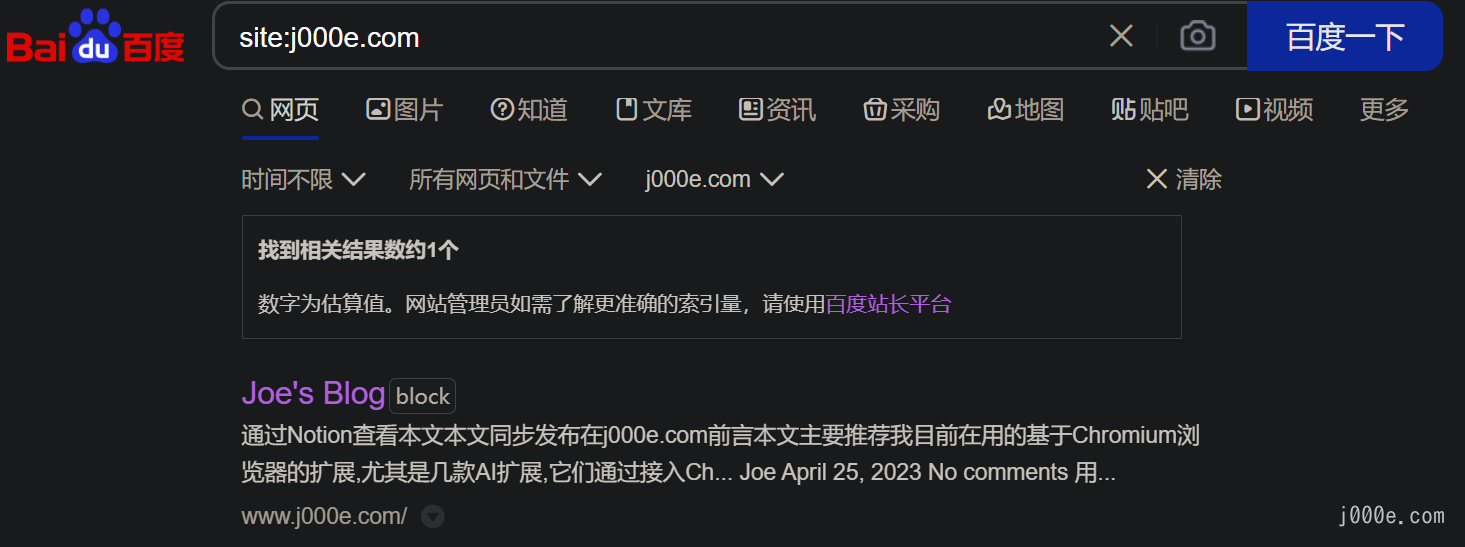 Bai du 百度 site:j000e.com 百度一下
网页 图片 知道 文库 资讯 采购 地图 贴吧 视频 更多
时间不限 所有网页和文件 j000e.com 清除
找到相关结果数约1个
数字为估算值。网站管理员如需了解更准确的索引量，请使用百度站长平台
Joe's Blog block
通过Notion查看本文本文同步发布在j000e.com前言本文主要推荐我目前在用的基于Chromium浏
览器的扩展,尤其是几款AI扩展,它们通过接入Ch... Joe April 25, 2023 No comments 用...
www.j000e.com/
j000e.com